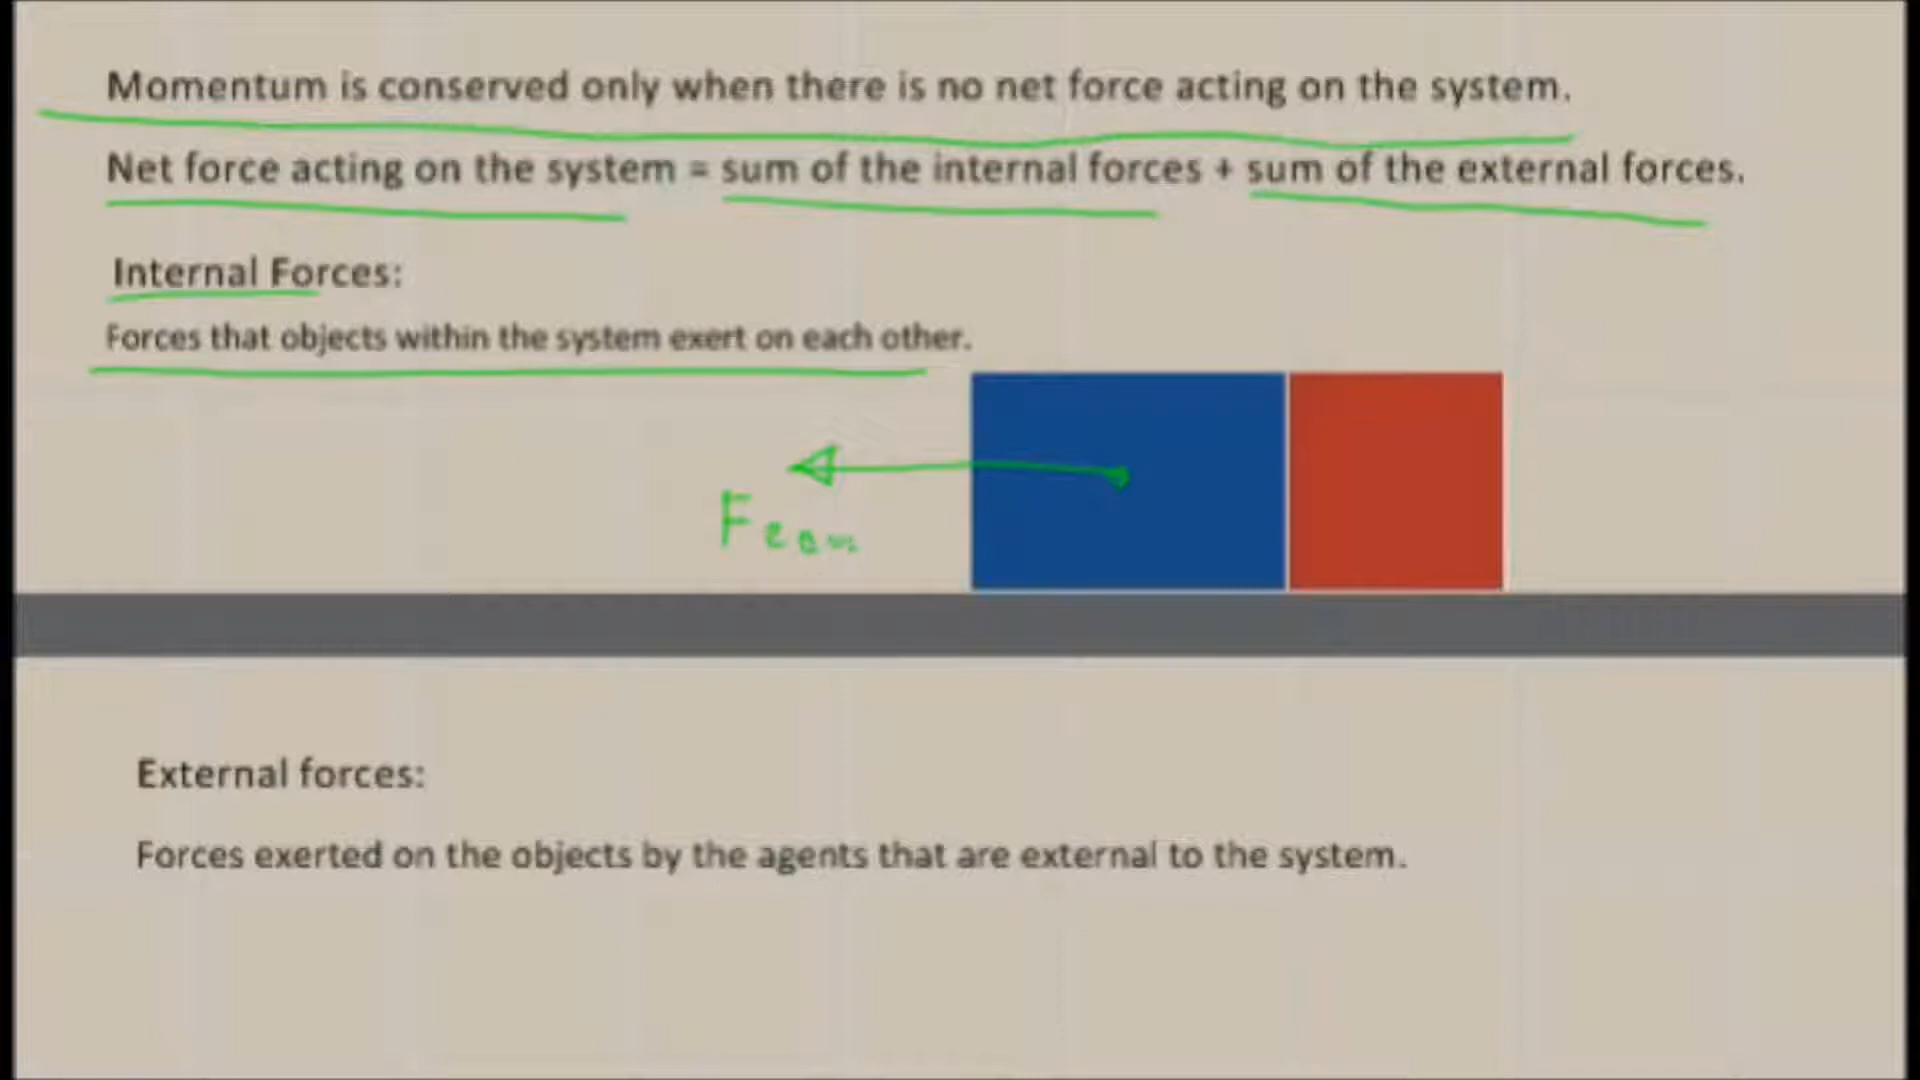 Momentum is conserved only when there is no net force acting on the system.
Net force acting on the system = sum of the internal forces + sum of the external forces.
Internal Forces:
Forces that objects within the system exert on each other.
External forces:
Forces exerted on the objects by the agents that are external to the system.